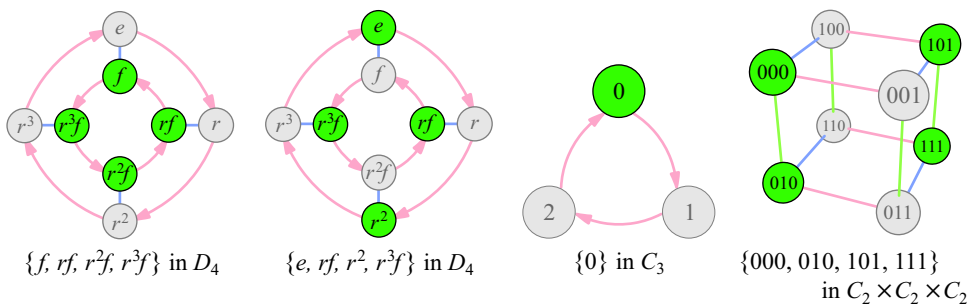 e
f
r³ r³f rf r
r²f
r²
{f, rf, r²f, r³f} in D₄
e
f
r³ r³f rf r
r²f
r²
{e, rf, r², r³f} in D₄
0
2 1
{0} in C₃
100 101
000 001
110 111
010 011
{000, 010, 101, 111}
in C₂ × C₂ × C₂